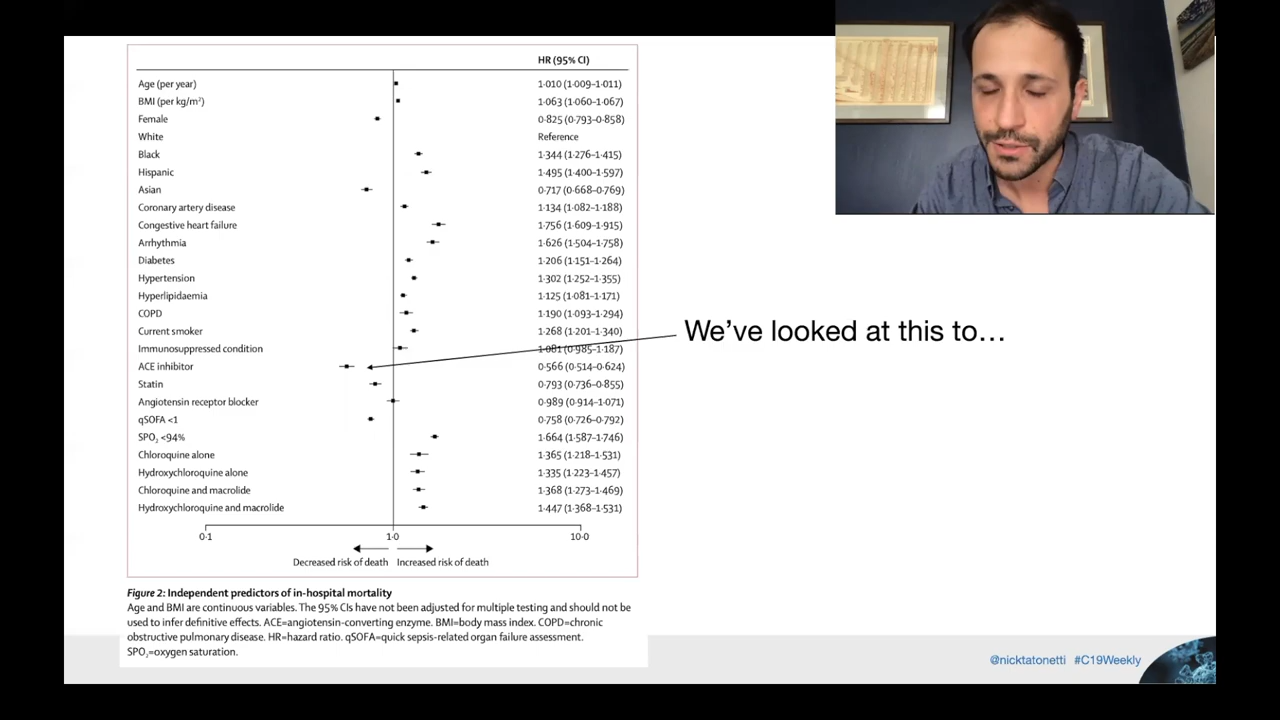 HR (95% CI)
Age (per year) 1·010 (1·009–1·011)
BMI (per kg/m²) 1·063 (1·060–1·067)
Female 0·825 (0·793–0·858)
White Reference
Black 1·344 (1·276–1·415)
Hispanic 1·495 (1·400–1·597)
Asian 0·717 (0·668–0·769)
Coronary artery disease 1·134 (1·082–1·188)
Congestive heart failure 1·756 (1·609–1·915)
Arrhythmia 1·626 (1·504–1·758)
Diabetes 1·206 (1·151–1·264)
Hypertension 1·302 (1·252–1·355)
Hyperlipidaemia 1·125 (1·081–1·171)
COPD 1·190 (1·093–1·294)
Current smoker 1·268 (1·201–1·340)
We've looked at this to…
Immunosuppressed condition 1·081 (0·985–1·187)
ACE inhibitor 0·566 (0·514–0·624)
Statin 0·793 (0·736–0·855)
Angiotensin receptor blocker 0·989 (0·914–1·071)
qSOFA <1 0·758 (0·726–0·792)
SPO₂ <94% 1·664 (1·587–1·746)
Chloroquine alone 1·365 (1·218–1·531)
Hydroxychloroquine alone 1·335 (1·223–1·457)
Chloroquine and macrolide 1·368 (1·273–1·469)
Hydroxychloroquine and macrolide 1·447 (1·368–1·531)
0·1 1·0 10·0
Decreased risk of death Increased risk of death
Figure 2: Independent predictors of in-hospital mortality
Age and BMI are continuous variables. The 95% CIs have not been adjusted for multiple testing and should not be
used to infer definitive effects. ACE=angiotensin-converting enzyme. BMI=body mass index. COPD=chronic
obstructive pulmonary disease. HR=hazard ratio. qSOFA=quick sepsis-related organ failure assessment.
SPO₂=oxygen saturation.
@nicktatonetti #C19Weekly